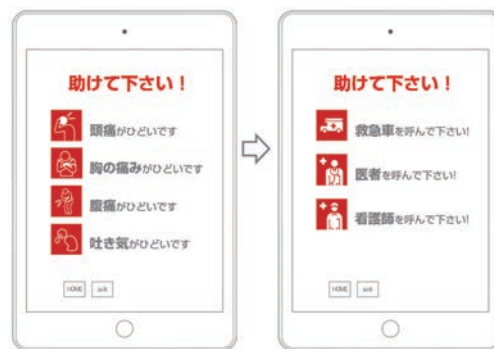 助けて下さい！
頭痛がひどいです
胸の痛みがひどいです
腹痛がひどいです
吐き気がひどいです
HOME
助けて下さい！
救急車を呼んで下さい!
医者を呼んで下さい!
看護師を呼んで下さい!
HOME